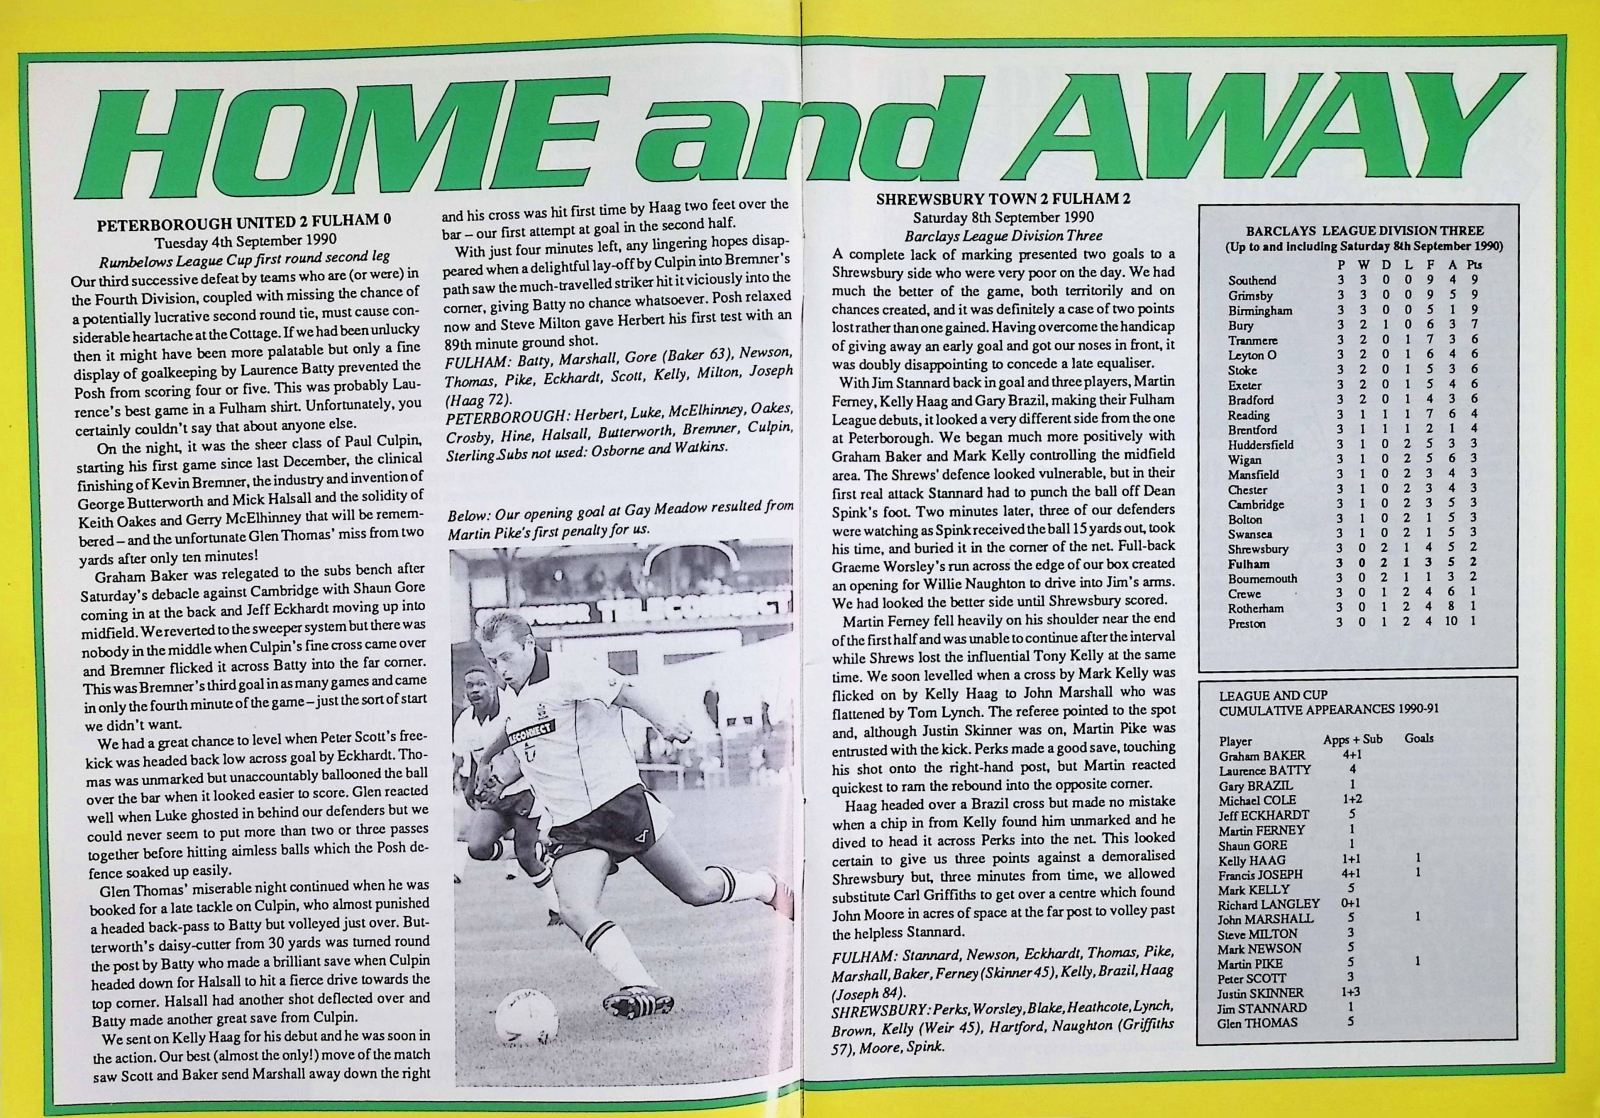 HOME and AWAY
PETERBOROUGH UNITED 2 FULHAM 0
Tuesday 4th September 1990
Rumbelows League Cup first round second leg
Our third successive defeat by teams who are (or were) in
the Fourth Division, coupled with missing the chance of
a potentially lucrative second round tie, must cause con-
siderable heartache at the Cottage. If we had been unlucky
then it might have been more palatable but only a fine
display of goalkeeping by Laurence Batty prevented the
Posh from scoring four or five. This was probably Lau-
rence's best game in a Fulham shirt. Unfortunately, you
certainly couldn't say that about anyone else.
On the night, it was the sheer class of Paul Culpin,
starting his first game since last December, the clinical
finishing of Kevin Bremner, the industry and invention of
George Butterworth and Mick Halsall and the solidity of
Keith Oakes and Gerry McElhinney that will be remem-
bered – and the unfortunate Glen Thomas' miss from two
yards after only ten minutes!
Graham Baker was relegated to the subs bench after
Saturday's debacle against Cambridge with Shaun Gore
coming in at the back and Jeff Eckhardt moving up into
midfield. We reverted to the sweeper system but there was
nobody in the middle when Culpin's fine cross came over
and Bremner flicked it across Batty into the far corner.
This was Bremner's third goal in as many games and came
in only the fourth minute of the game – just the sort of start
we didn't want.
We had a great chance to level when Peter Scott's free-
kick was headed back low across goal by Eckhardt. Tho-
mas was unmarked but unaccountably ballooned the ball
over the bar when it looked easier to score. Glen reacted
well when Luke ghosted in behind our defenders but we
could never seem to put more than two or three passes
together before hitting aimless balls which the Posh de-
fence soaked up easily.
Glen Thomas' miserable night continued when he was
booked for a late tackle on Culpin, who almost punished
a headed back-pass to Batty but volleyed just over. But-
terworth's daisy-cutter from 30 yards was turned round
the post by Batty who made a brilliant save when Culpin
headed down for Halsall to hit a fierce drive towards the
top corner. Halsall had another shot deflected over and
Batty made another great save from Culpin.
We sent on Kelly Haag for his debut and he was soon in
the action. Our best (almost the only!) move of the match
saw Scott and Baker send Marshall away down the right
and his cross was hit first time by Haag two feet over the
bar – our first attempt at goal in the second half.
With just four minutes left, any lingering hopes disap-
peared when a delightful lay-off by Culpin into Bremner's
path saw the much-travelled striker hit it viciously into the
corner, giving Batty no chance whatsoever. Posh relaxed
now and Steve Milton gave Herbert his first test with an
89th minute ground shot.
FULHAM: Batty, Marshall, Gore (Baker 63), Newson,
Thomas, Pike, Eckhardt, Scott, Kelly, Milton, Joseph
(Haag 72).
PETERBOROUGH: Herbert, Luke, McElhinney, Oakes,
Crosby, Hine, Halsall, Butterworth, Bremner, Culpin,
Sterling.Subs not used: Osborne and Watkins.
Below: Our opening goal at Gay Meadow resulted from
Martin Pike's first penalty for us.
TELECONNECT
LECONNECT
SHREWSBURY TOWN 2 FULHAM 2
Saturday 8th September 1990
Barclays League Division Three
A complete lack of marking presented two goals to a
Shrewsbury side who were very poor on the day. We had
much the better of the game, both territorily and on
chances created, and it was definitely a case of two points
lost rather than one gained. Having overcome the handicap
of giving away an early goal and got our noses in front, it
was doubly disappointing to concede a late equaliser.
With Jim Stannard back in goal and three players, Martin
Ferney, Kelly Haag and Gary Brazil, making their Fulham
League debuts, it looked a very different side from the one
at Peterborough. We began much more positively with
Graham Baker and Mark Kelly controlling the midfield
area. The Shrews' defence looked vulnerable, but in their
first real attack Stannard had to punch the ball off Dean
Spink's foot. Two minutes later, three of our defenders
were watching as Spink received the ball 15 yards out, took
his time, and buried it in the corner of the net. Full-back
Graeme Worsley's run across the edge of our box created
an opening for Willie Naughton to drive into Jim's arms.
We had looked the better side until Shrewsbury scored.
Martin Ferney fell heavily on his shoulder near the end
of the first half and was unable to continue after the interval
while Shrews lost the influential Tony Kelly at the same
time. We soon levelled when a cross by Mark Kelly was
flicked on by Kelly Haag to John Marshall who was
flattened by Tom Lynch. The referee pointed to the spot
and, although Justin Skinner was on, Martin Pike was
entrusted with the kick. Perks made a good save, touching
his shot onto the right-hand post, but Martin reacted
quickest to ram the rebound into the opposite corner.
Haag headed over a Brazil cross but made no mistake
when a chip in from Kelly found him unmarked and he
dived to head it across Perks into the net. This looked
certain to give us three points against a demoralised
Shrewsbury but, three minutes from time, we allowed
substitute Carl Griffiths to get over a centre which found
John Moore in acres of space at the far post to volley past
the helpless Stannard.
FULHAM: Stannard, Newson, Eckhardt, Thomas, Pike,
Marshall, Baker, Ferney (Skinner 45), Kelly, Brazil, Haag
(Joseph 84).
SHREWSBURY: Perks, Worsley, Blake, Heathcote, Lynch,
Brown, Kelly (Weir 45), Hartford, Naughton (Griffiths
57), Moore, Spink.
BARCLAYS LEAGUE DIVISION THREE
(Up to and including Saturday 8th September 1990)
P W D L F A Pts
Southend 3 3 0 0 9 4 9
Grimsby 3 3 0 0 9 5 9
Birmingham 3 3 0 0 5 1 9
Bury 3 2 1 0 6 3 7
Tranmere 3 2 0 1 7 3 6
Leyton O 3 2 0 1 6 4 6
Stoke 3 2 0 1 5 3 6
Exeter 3 2 0 1 5 4 6
Bradford 3 2 0 1 4 3 6
Reading 3 1 1 1 7 6 4
Brentford 3 1 1 1 2 1 4
Huddersfield 3 1 0 2 5 3 3
Wigan 3 1 0 2 5 6 3
Mansfield 3 1 0 2 3 4 3
Chester 3 1 0 2 3 4 3
Cambridge 3 1 0 2 3 5 3
Bolton 3 1 0 2 1 5 3
Swansea 3 1 0 2 1 5 3
Shrewsbury 3 0 2 1 4 5 2
Fulham 3 0 2 1 3 5 2
Bournemouth 3 0 2 1 1 3 2
Crewe 3 0 1 2 4 6 1
Rotherham 3 0 1 2 4 8 1
Preston 3 0 1 2 4 10 1
LEAGUE AND CUP
CUMULATIVE APPEARANCES 1990-91
Player Apps + Sub Goals
Graham BAKER 4+1
Laurence BATTY 4
Gary BRAZIL 1
Michael COLE 1+2
Jeff ECKHARDT 5
Martin FERNEY 1
Shaun GORE 1
Kelly HAAG 1+1 1
Francis JOSEPH 4+1 1
Mark KELLY 5
Richard LANGLEY 0+1
John MARSHALL 5 1
Steve MILTON 3
Mark NEWSON 5
Martin PIKE 5 1
Peter SCOTT 3
Justin SKINNER 1+3
Jim STANNARD 1
Glen THOMAS 5